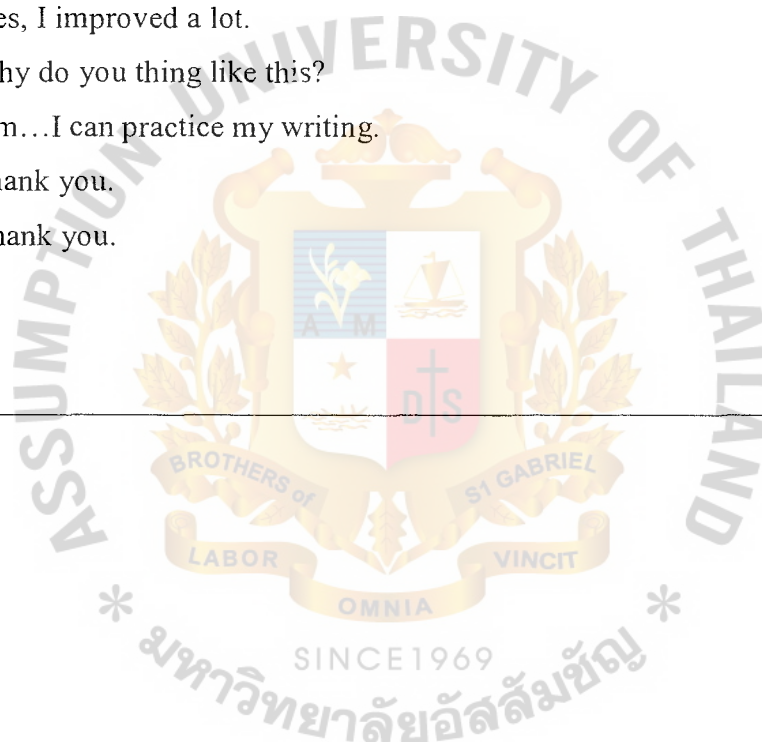 es, I improved a lot.
hy do you thing like this?
m…I can practice my writing.
hank you.
hank you.
ASSUMPTION UNIVERSITY OF THAILAND
A M
D S
BROTHERS of ST GABRIEL
LABOR OMNIA VINCIT
SINCE 1969
มหาวิทยาลัยอัสสัมชัญ